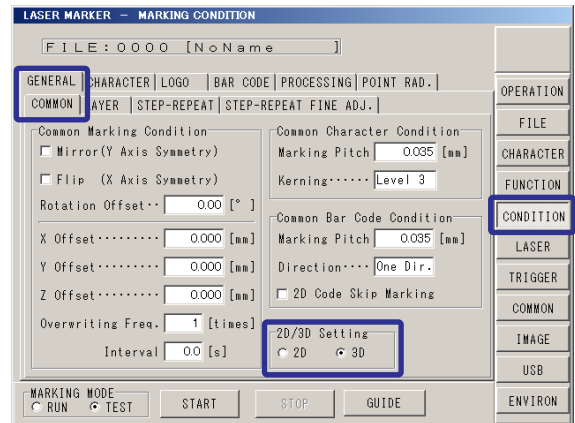 LASER MARKER － MARKING CONDITION
FILE:0000 [NoName ]
GENERAL CHARACTER LOGO BAR CODE PROCESSING POINT RAD.
COMMON LAYER STEP-REPEAT STEP-REPEAT FINE ADJ.
Common Marking Condition
Mirror(Y Axis Symmetry)
Flip (X Axis Symmetry)
Rotation Offset·· 0.00 [° ]
X Offset········· 0.000 [mm]
Y Offset········· 0.000 [mm]
Z Offset········· 0.000 [mm]
Overwriting Freq. 1 [times]
Interval 0.0 [s]
Common Character Condition
Marking Pitch 0.035 [mm]
Kerning······ Level 3
Common Bar Code Condition
Marking Pitch 0.035 [mm]
Direction···· One Dir.
2D Code Skip Marking
2D/3D Setting
2D 3D
MARKING MODE
RUN TEST START STOP GUIDE
OPERATION
FILE
CHARACTER
FUNCTION
CONDITION
LASER
TRIGGER
COMMON
IMAGE
USB
ENVIRON